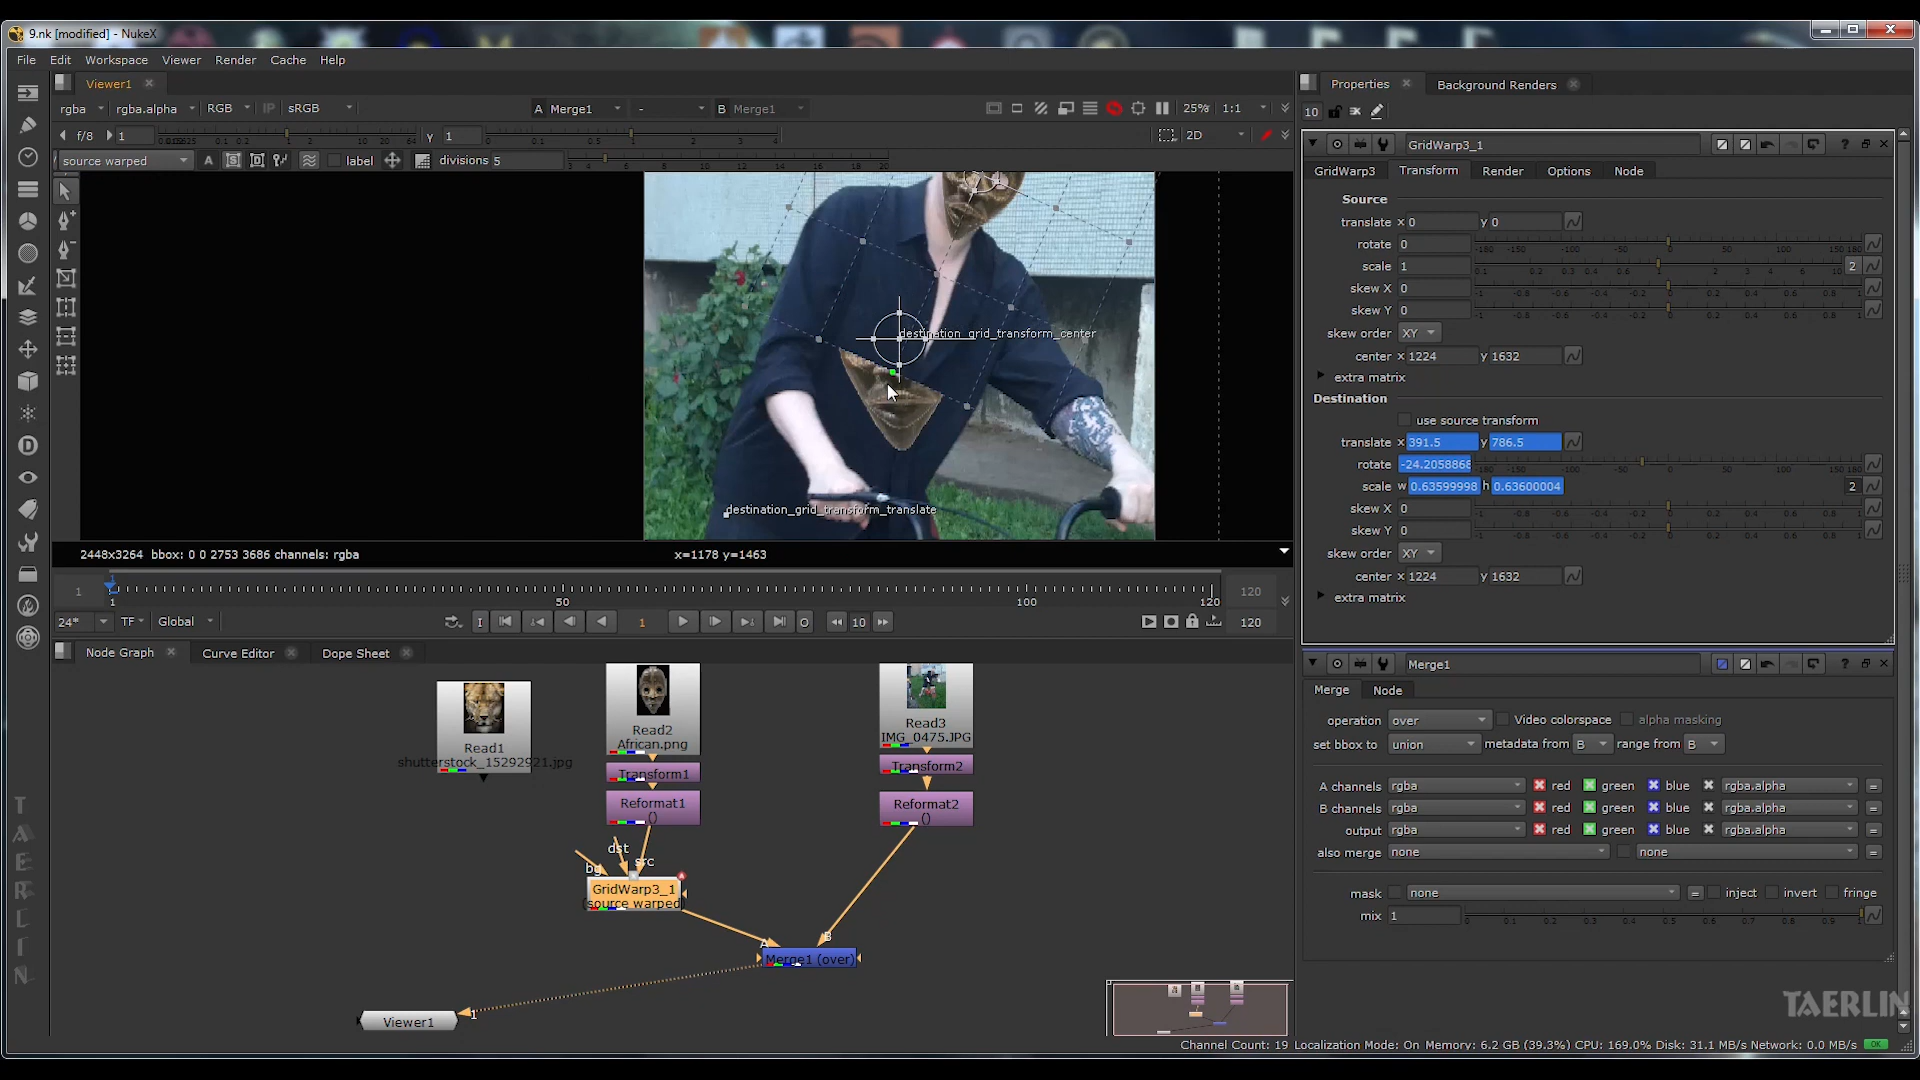 9.nk [modified] - NukeX
File Edit Workspace Viewer Render Cache Help
Viewer1
rgba rgba.alpha RGB IP sRGB A Merge1 - B Merge1 25% 1:1
f/8 1 γ 1 2D
source warped A S D label divisions 5
destination_grid_transform_center
destination_grid_transform_translate
2448x3264 bbox: 0 0 2753 3686 channels: rgba x=1178 y=1463
1 1 50 100 120 120
24* TF Global I 1 O 10 120
Node Graph Curve Editor Dope Sheet
Read1
shutterstock_15292921.jpg
Read2
African.png
Transform1
Reformat1
()
Read3
IMG_0475.JPG
Transform2
Reformat2
()
dst
src
bg
GridWarp3_1
(source warped)
A B
Merge1 (over)
1
Viewer1
Properties Background Renders
10
GridWarp3_1
GridWarp3 Transform Render Options Node
Source
translate x 0 y 0
rotate 0
scale 1 2
skew X 0
skew Y 0
skew order XY
center x 1224 y 1632
extra matrix
Destination
use source transform
translate x 391.5 y 786.5
rotate -24.2058868
scale w 0.63599998 h 0.63600004 2
skew X 0
skew Y 0
skew order XY
center x 1224 y 1632
extra matrix
Merge1
Merge Node
operation over Video colorspace alpha masking
set bbox to union metadata from B range from B
A channels rgba red green blue rgba.alpha =
B channels rgba red green blue rgba.alpha =
output rgba red green blue rgba.alpha =
also merge none none =
mask none = inject invert fringe
mix 1
TAERLIN
Channel Count: 19 Localization Mode: On Memory: 6.2 GB (39.3%) CPU: 169.0% Disk: 31.1 MB/s Network: 0.0 MB/s OK